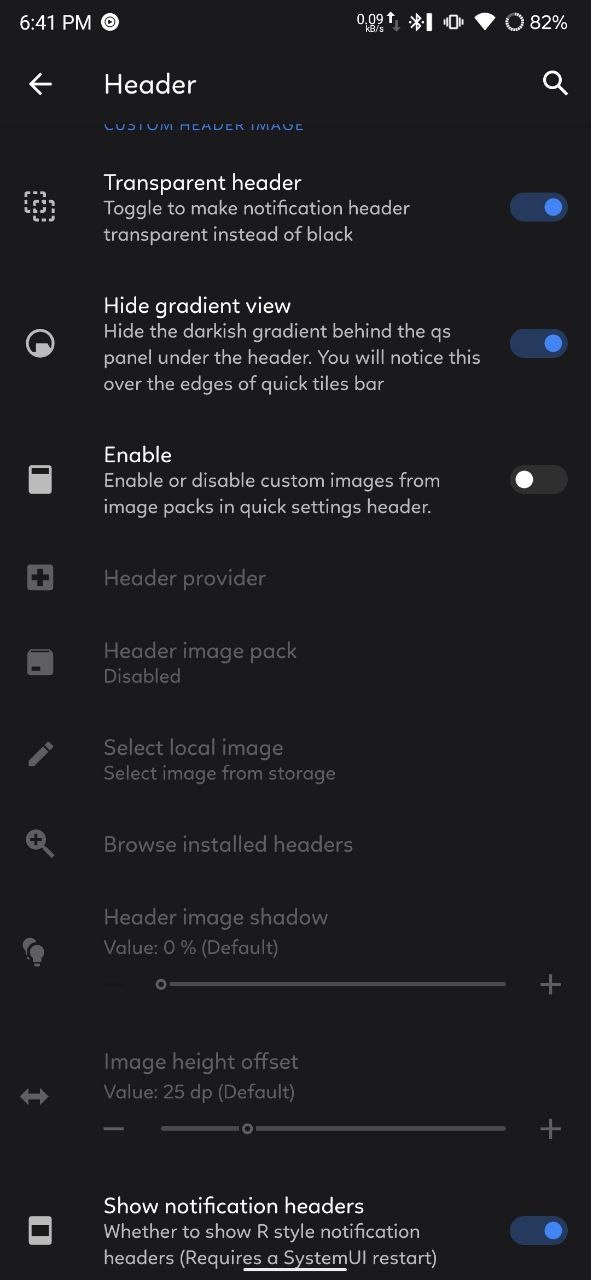 6:41 PM
0.09 kB/s
82%
Header
CUSTOM HEADER IMAGE
Transparent header
Toggle to make notification header
transparent instead of black
Hide gradient view
Hide the darkish gradient behind the qs
panel under the header. You will notice this
over the edges of quick tiles bar
Enable
Enable or disable custom images from
image packs in quick settings header.
Header provider
Header image pack
Disabled
Select local image
Select image from storage
Browse installed headers
Header image shadow
Value: 0 % (Default)
Image height offset
Value: 25 dp (Default)
Show notification headers
Whether to show R style notification
headers (Requires a SystemUI restart)